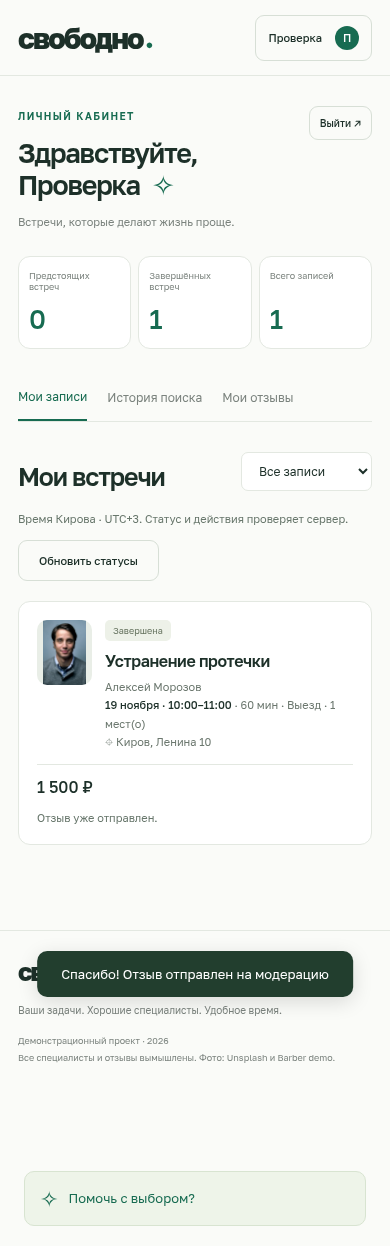 свободно.
Проверка П
ЛИЧНЫЙ КАБИНЕТ
Выйти ↗
Здравствуйте,
Проверка ✧
Встречи, которые делают жизнь проще.
Предстоящих
встреч
0
Завершённых
встреч
1
Всего записей
1
Мои записи История поиска Мои отзывы
Мои встречи
Все записи
Время Кирова · UTC+3. Статус и действия проверяет сервер.
Обновить статусы
Завершена
Устранение протечки
Алексей Морозов
19 ноября · 10:00–11:00 · 60 мин · Выезд · 1
мест(о)
Киров, Ленина 10
1 500 ₽
Отзыв уже отправлен.
св
Спасибо! Отзыв отправлен на модерацию
Ваши задачи. Хорошие специалисты. Удобное время.
Демонстрационный проект · 2026
Все специалисты и отзывы вымышлены. Фото: Unsplash и Barber demo.
✧ Помочь с выбором?